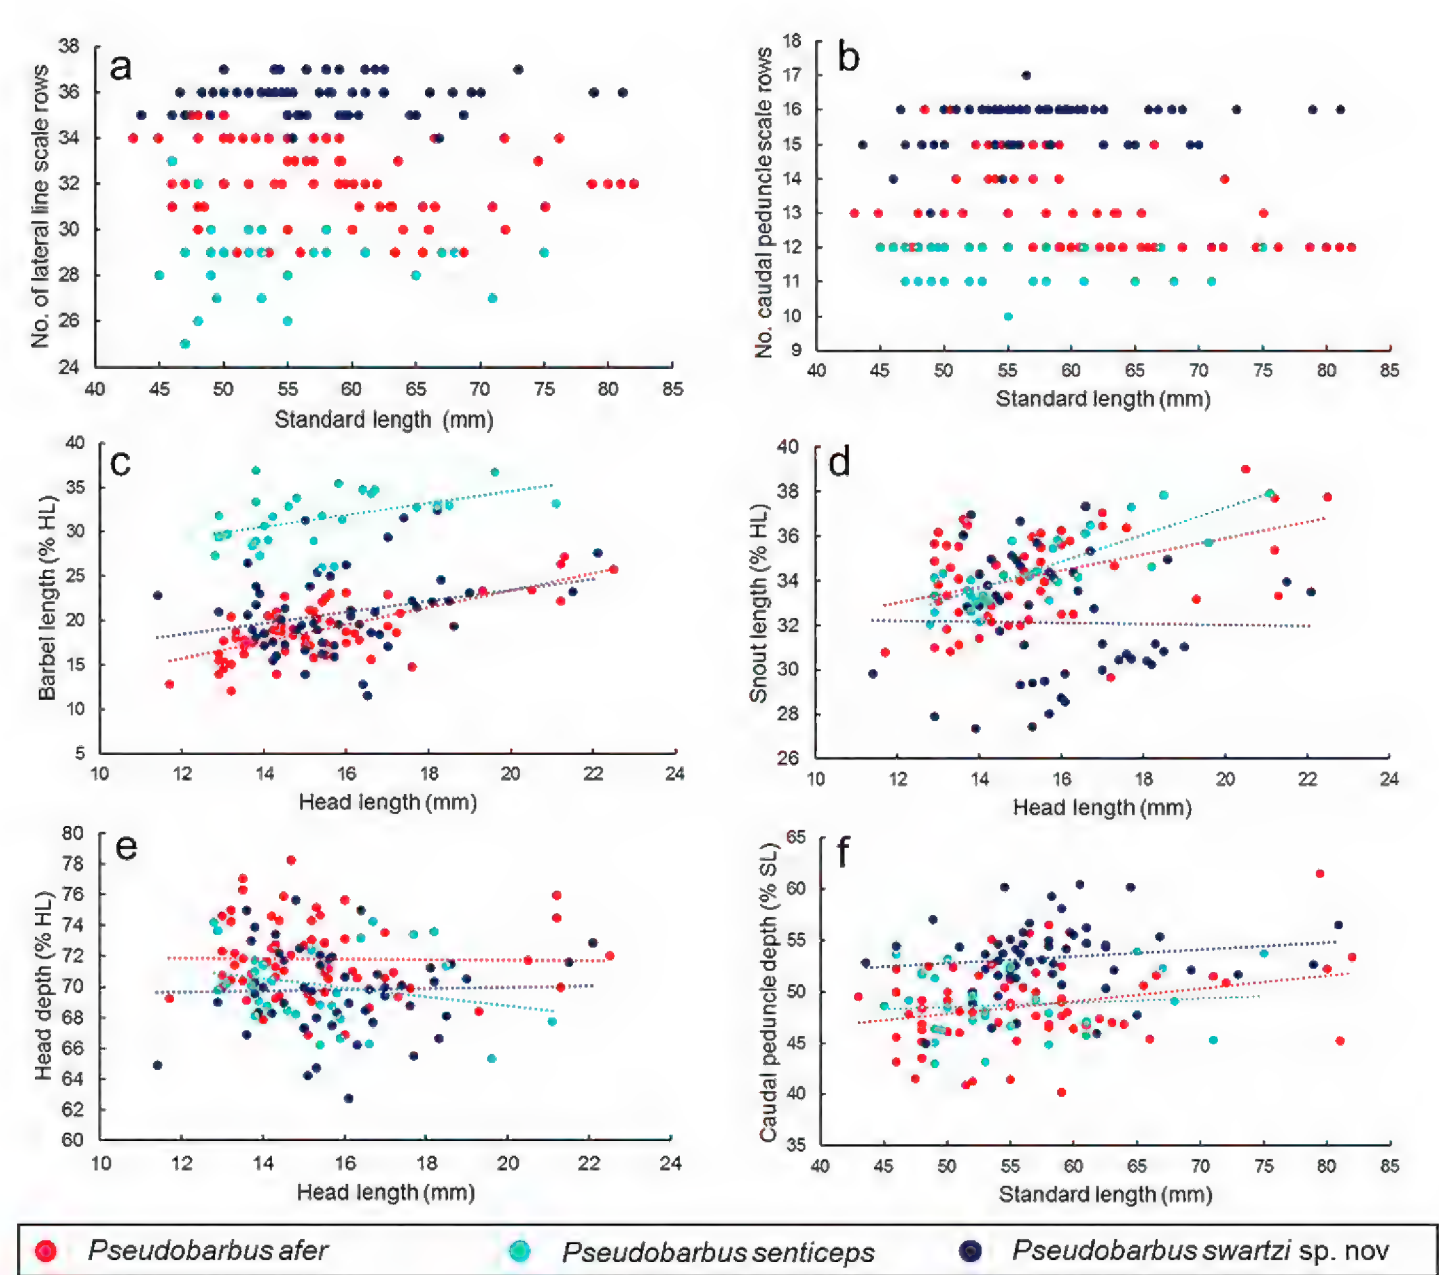 a
No. of lateral line scale rows
38
36
34
32
30
28
26
24
40 45 50 55 60 65 70 75 80 85
Standard length (mm)
b
No. caudal peduncle scale rows
18
17
16
15
14
13
12
11
10
9
40 45 50 55 60 65 70 75 80 85
Standard length (mm)
c
Barbel length (% HL)
40
35
30
25
20
15
10
5
10 12 14 16 18 20 22 24
Head length (mm)
d
Snout length (% HL)
40
38
36
34
32
30
28
26
10 12 14 16 18 20 22 24
Head length (mm)
e
Head depth (% HL)
80
78
76
74
72
70
68
66
64
62
60
10 12 14 16 18 20 22 24
Head length (mm)
f
Caudal peduncle depth (% SL)
65
60
55
50
45
40
35
40 45 50 55 60 65 70 75 80 85
Standard length (mm)
Pseudobarbus afer Pseudobarbus senticeps Pseudobarbus swartzi sp. nov